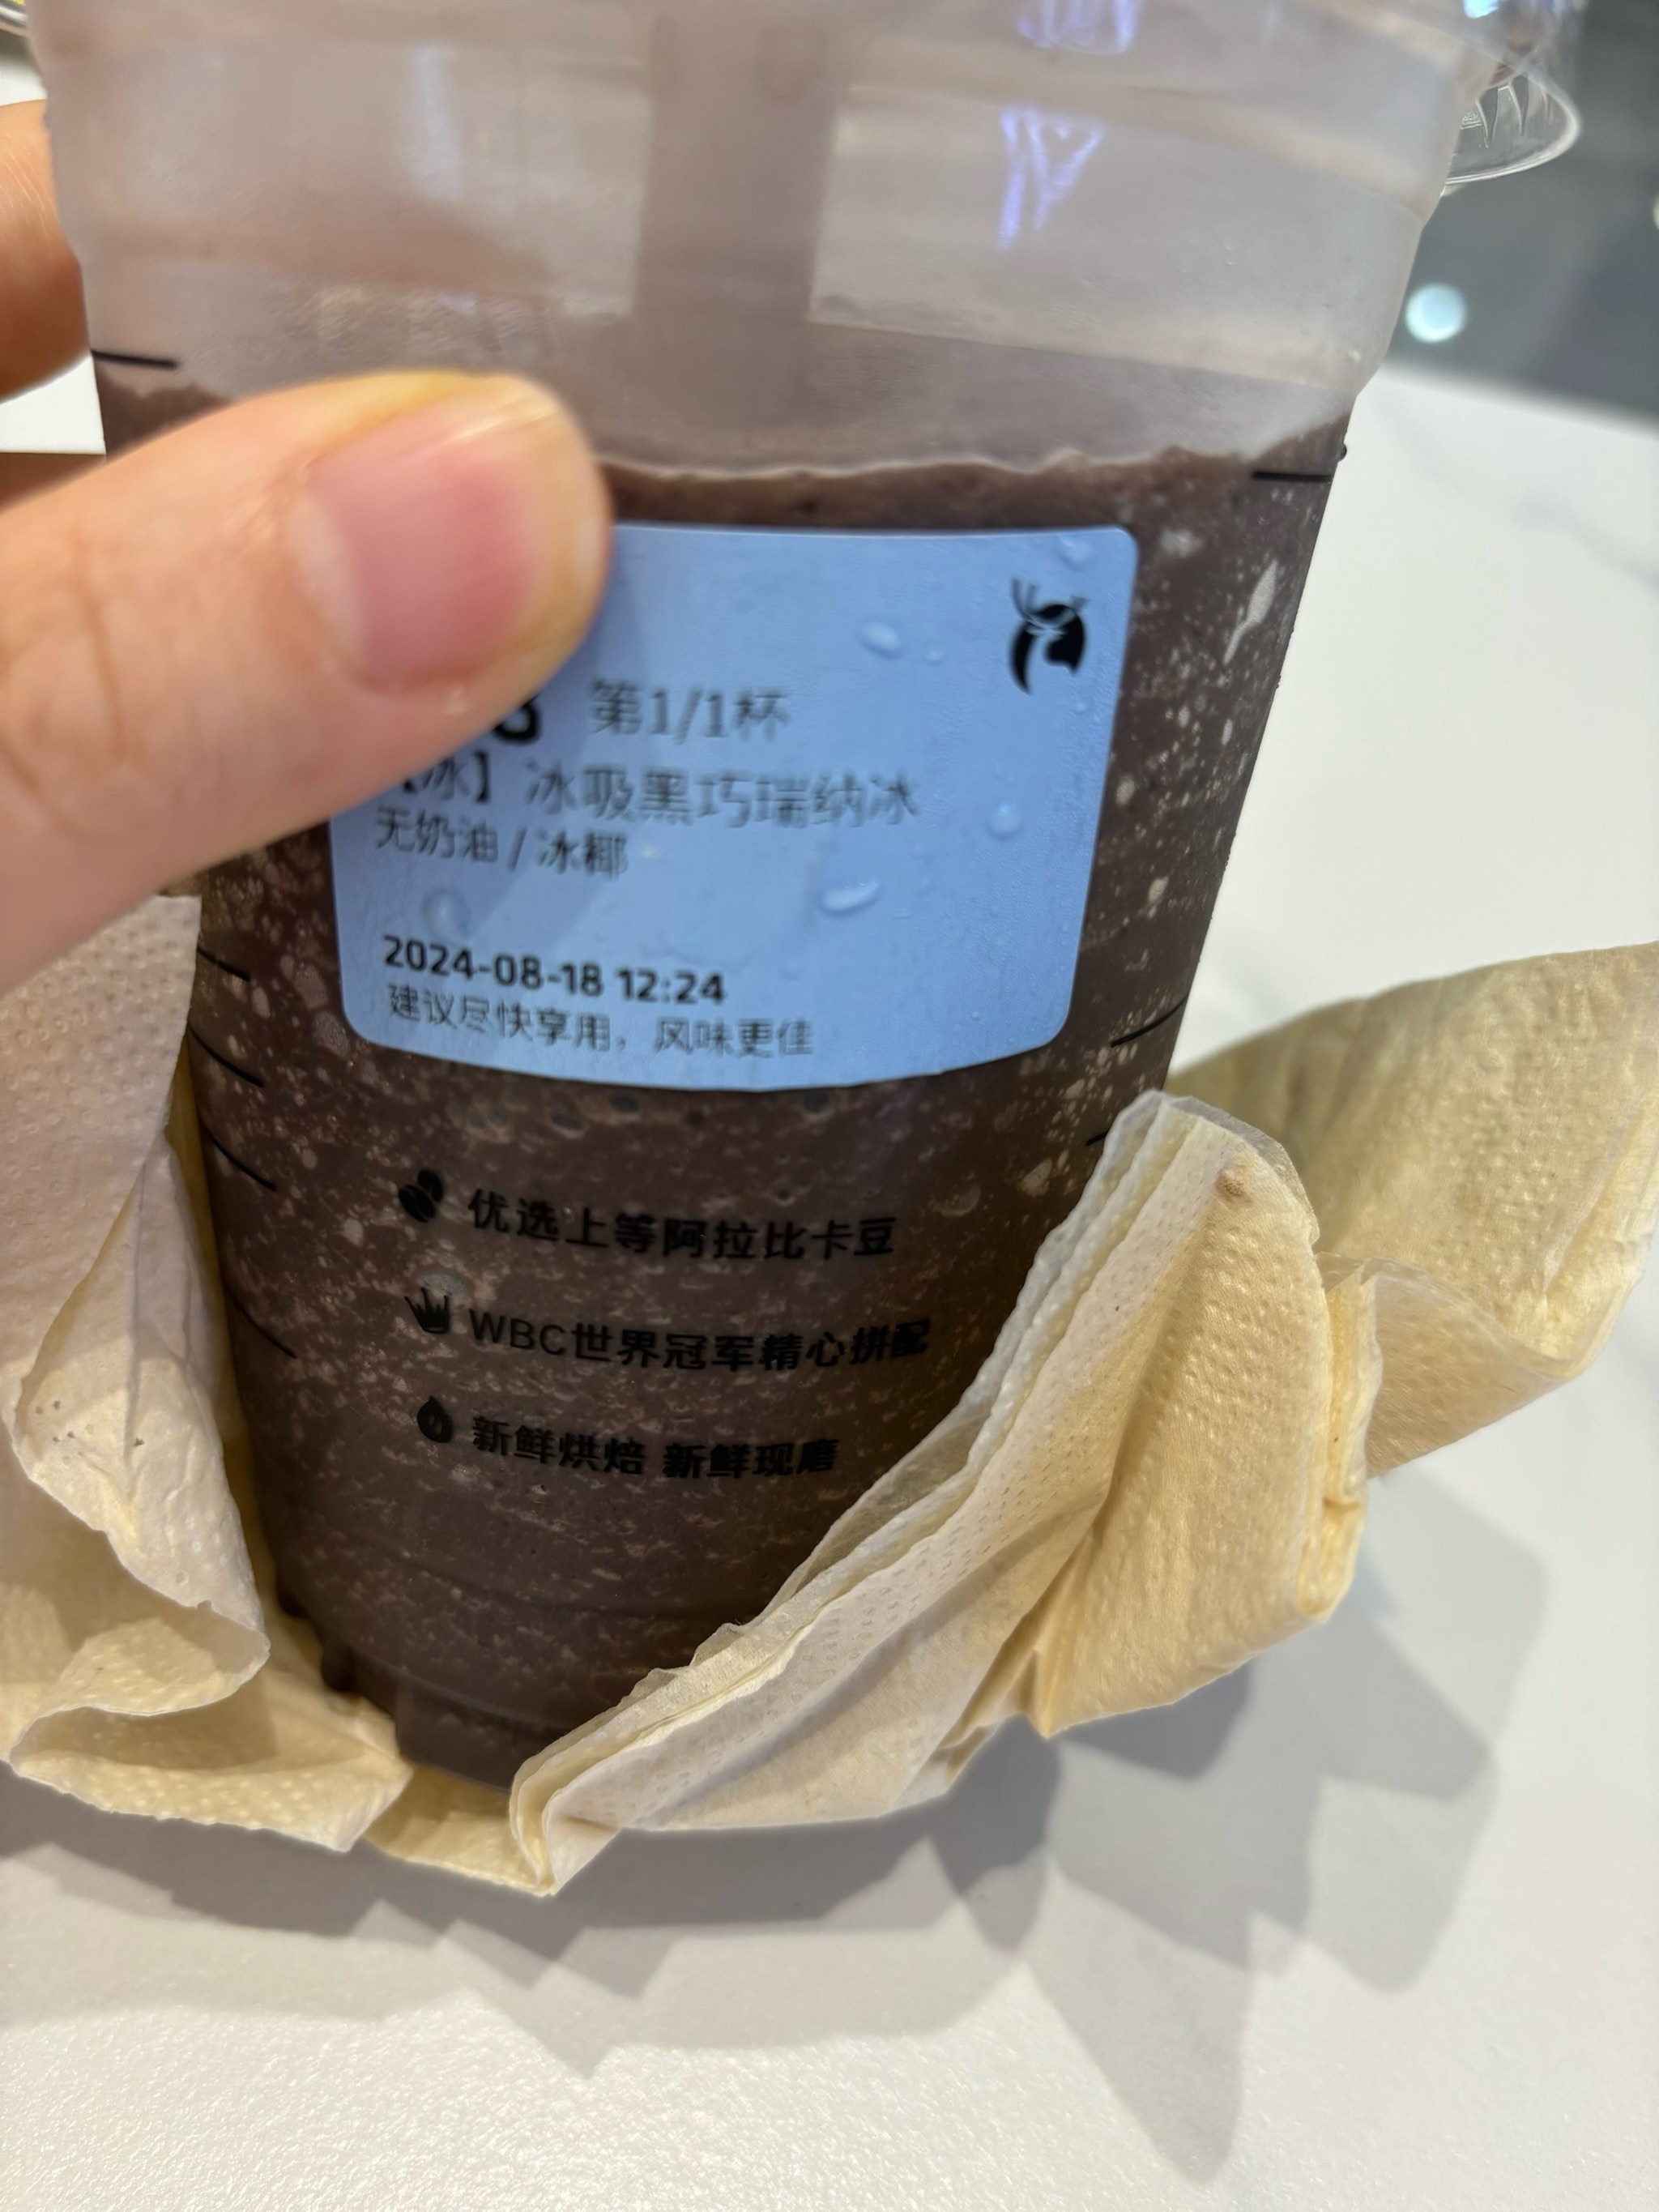 第1/1杯
【冰】 冰吸黑巧瑞纳冰
无奶油 / 冰椰
2024-08-18 12:24
建议尽快享用，风味更佳
优选上等阿拉比卡豆
WBC世界冠军精心拼配
新鲜烘焙 新鲜现磨